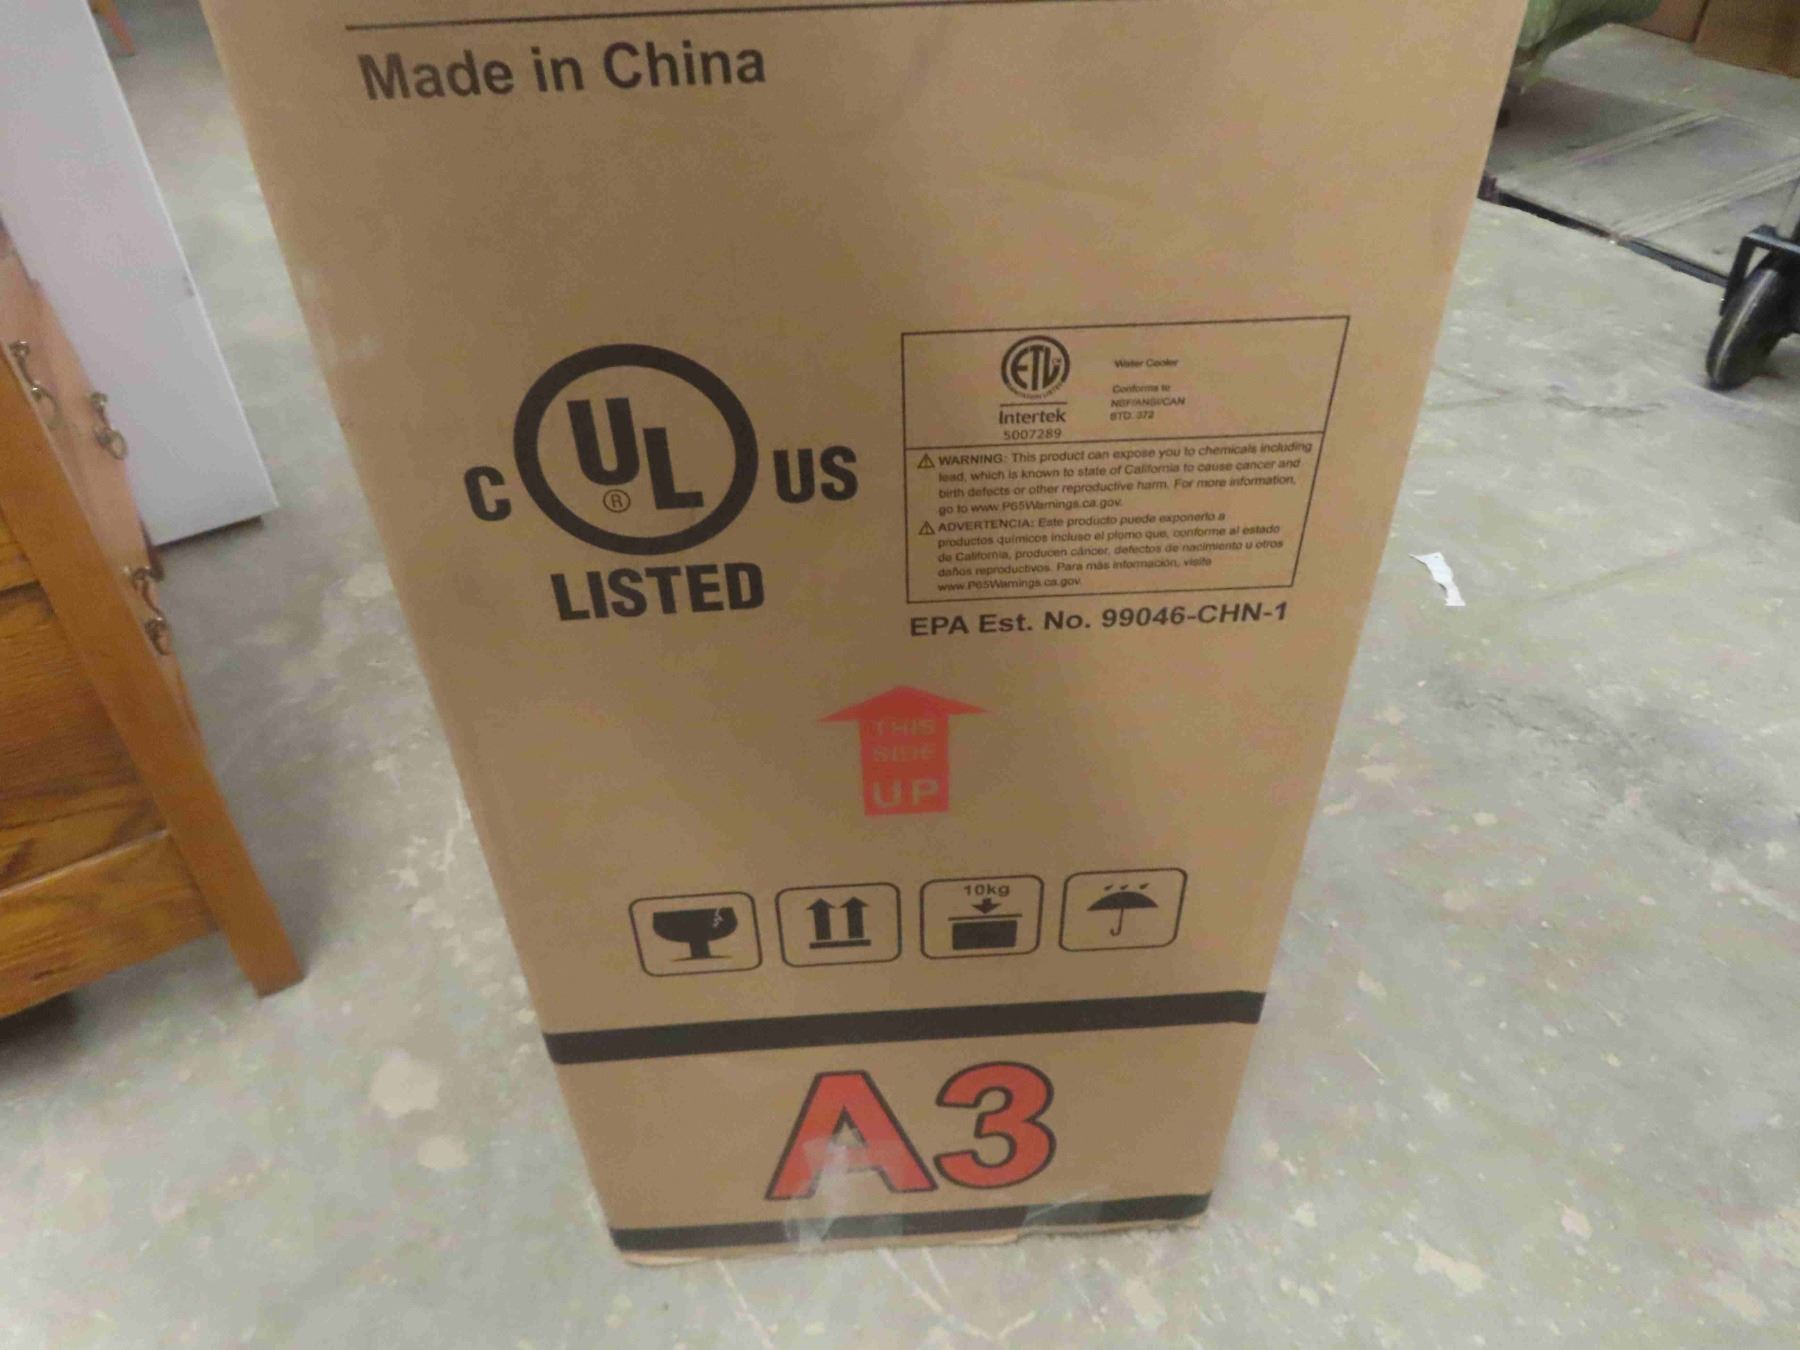 Made in China
C UL US
®
LISTED
ETL CM
Intertek
5007289
Water Cooler
Conforms to
NSF/ANSI/CAN
STD. 372
WARNING: This product can expose you to chemicals including
lead, which is known to state of California to cause cancer and
birth defects or other reproductive harm. For more information,
go to www.P65Warnings.ca.gov.
ADVERTENCIA: Este producto puede exponerlo a
productos químicos incluso el plomo que, conforme al estado
de California, producen cáncer, defectos de nacimiento u otros
daños reproductivos. Para más información, visite
www.P65Warnings.ca.gov.
EPA Est. No. 99046-CHN-1
THIS
SIDE
UP
10kg
A3